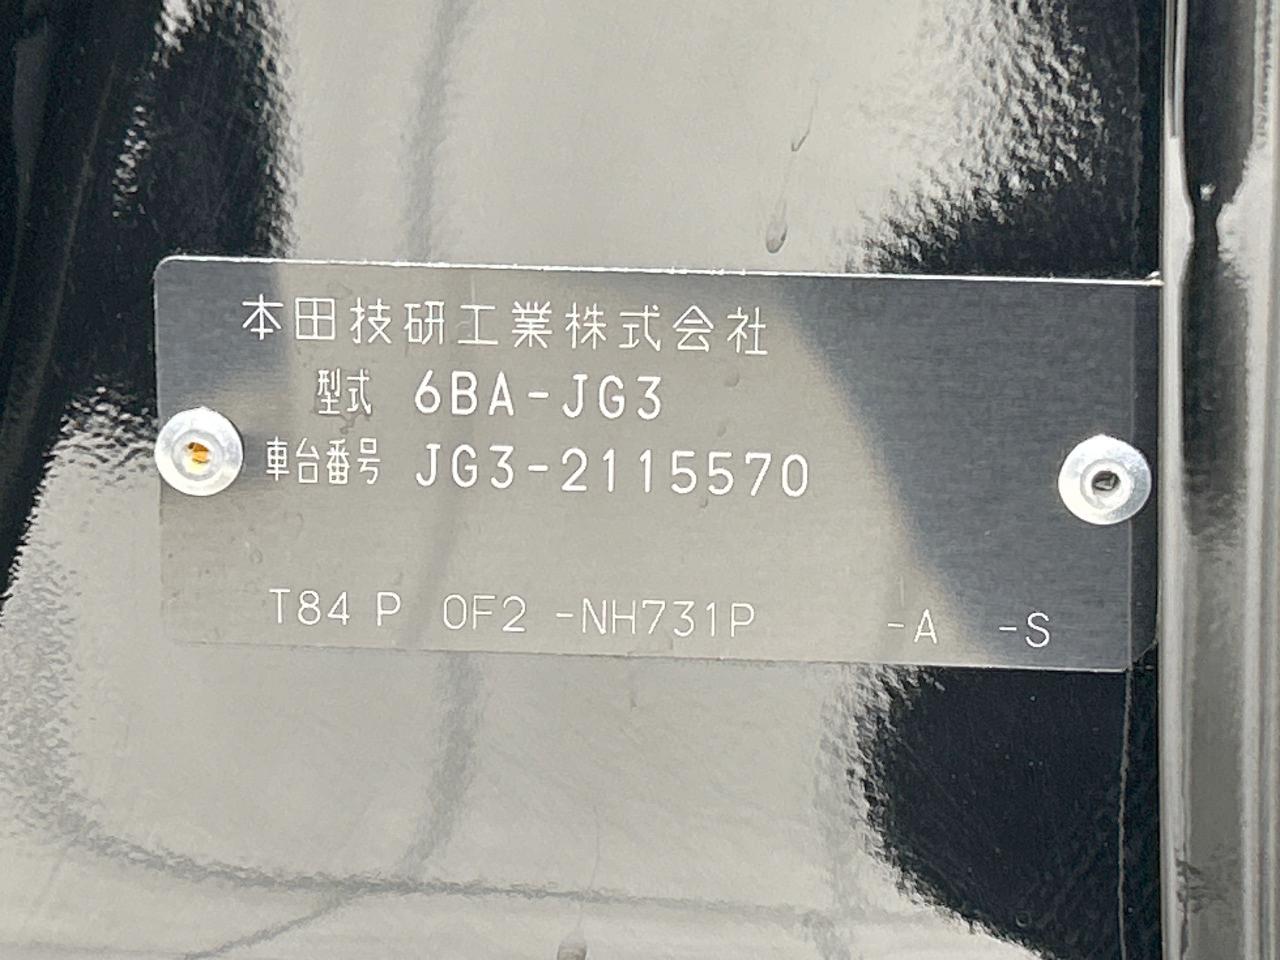 本田技研工業株式会社
型式 6BA-JG3
車台番号 JG3-2115570
T84 P 0F2 -NH731P -A -S